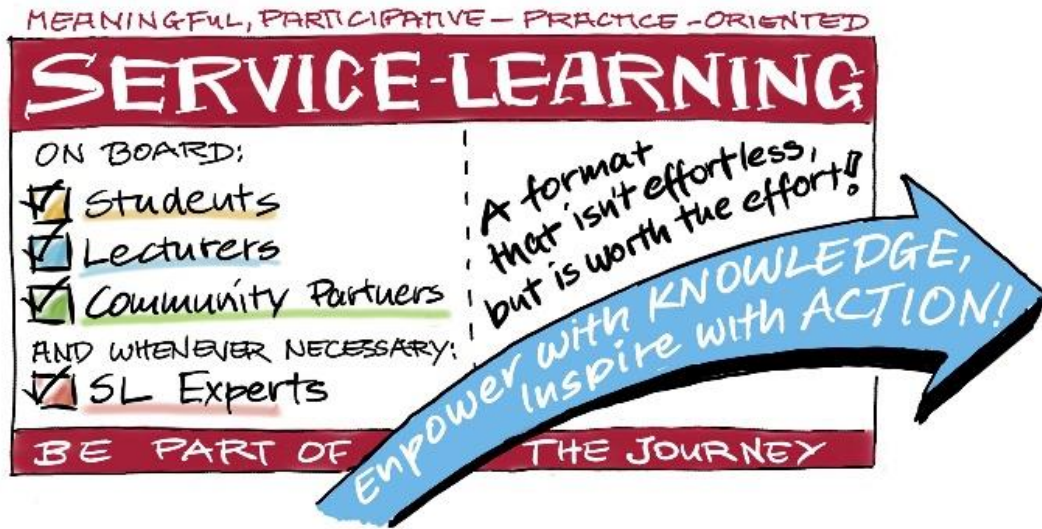 MEANINGFUL, PARTICIPATIVE – PRACTICE-ORIENTED
SERVICE-LEARNING
ON BOARD:
Students
Lecturers
Community Partners
AND WHENEVER NECESSARY:
SL Experts
A format
that isn't effortless,
but is worth the effort!
Enpower with KNOWLEDGE,
Inspire with ACTION!
BE PART OF THE JOURNEY